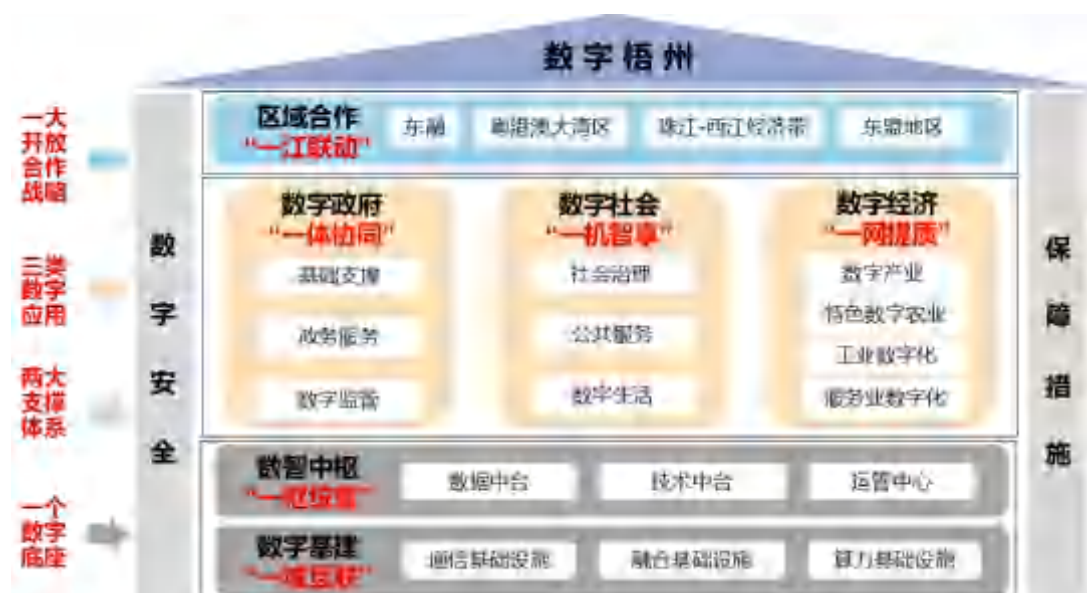 数字梧州
一大
开放
合作
战略
区域合作
“一江联动”
东融
粤港澳大湾区
珠江-西江经济带
东盟地区
三类
数字
应用
数字政府
“一体协同”
基础支撑
政务服务
数字监管
数字社会
“一机智享”
社会治理
公共服务
数字生活
数字经济
“一网提质”
数字产业
特色数字农业
工业数字化
服务业数字化
两大
支撑
体系
数字安全
保障措施
一个
数字
底座
数智中枢
数据中台
技术中台
运管中心
数字基建
通信基础设施
融合基础设施
算力基础设施